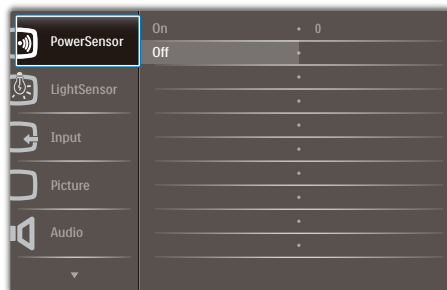 PowerSensor
On 0
Off
LightSensor
Input
Picture
Audio